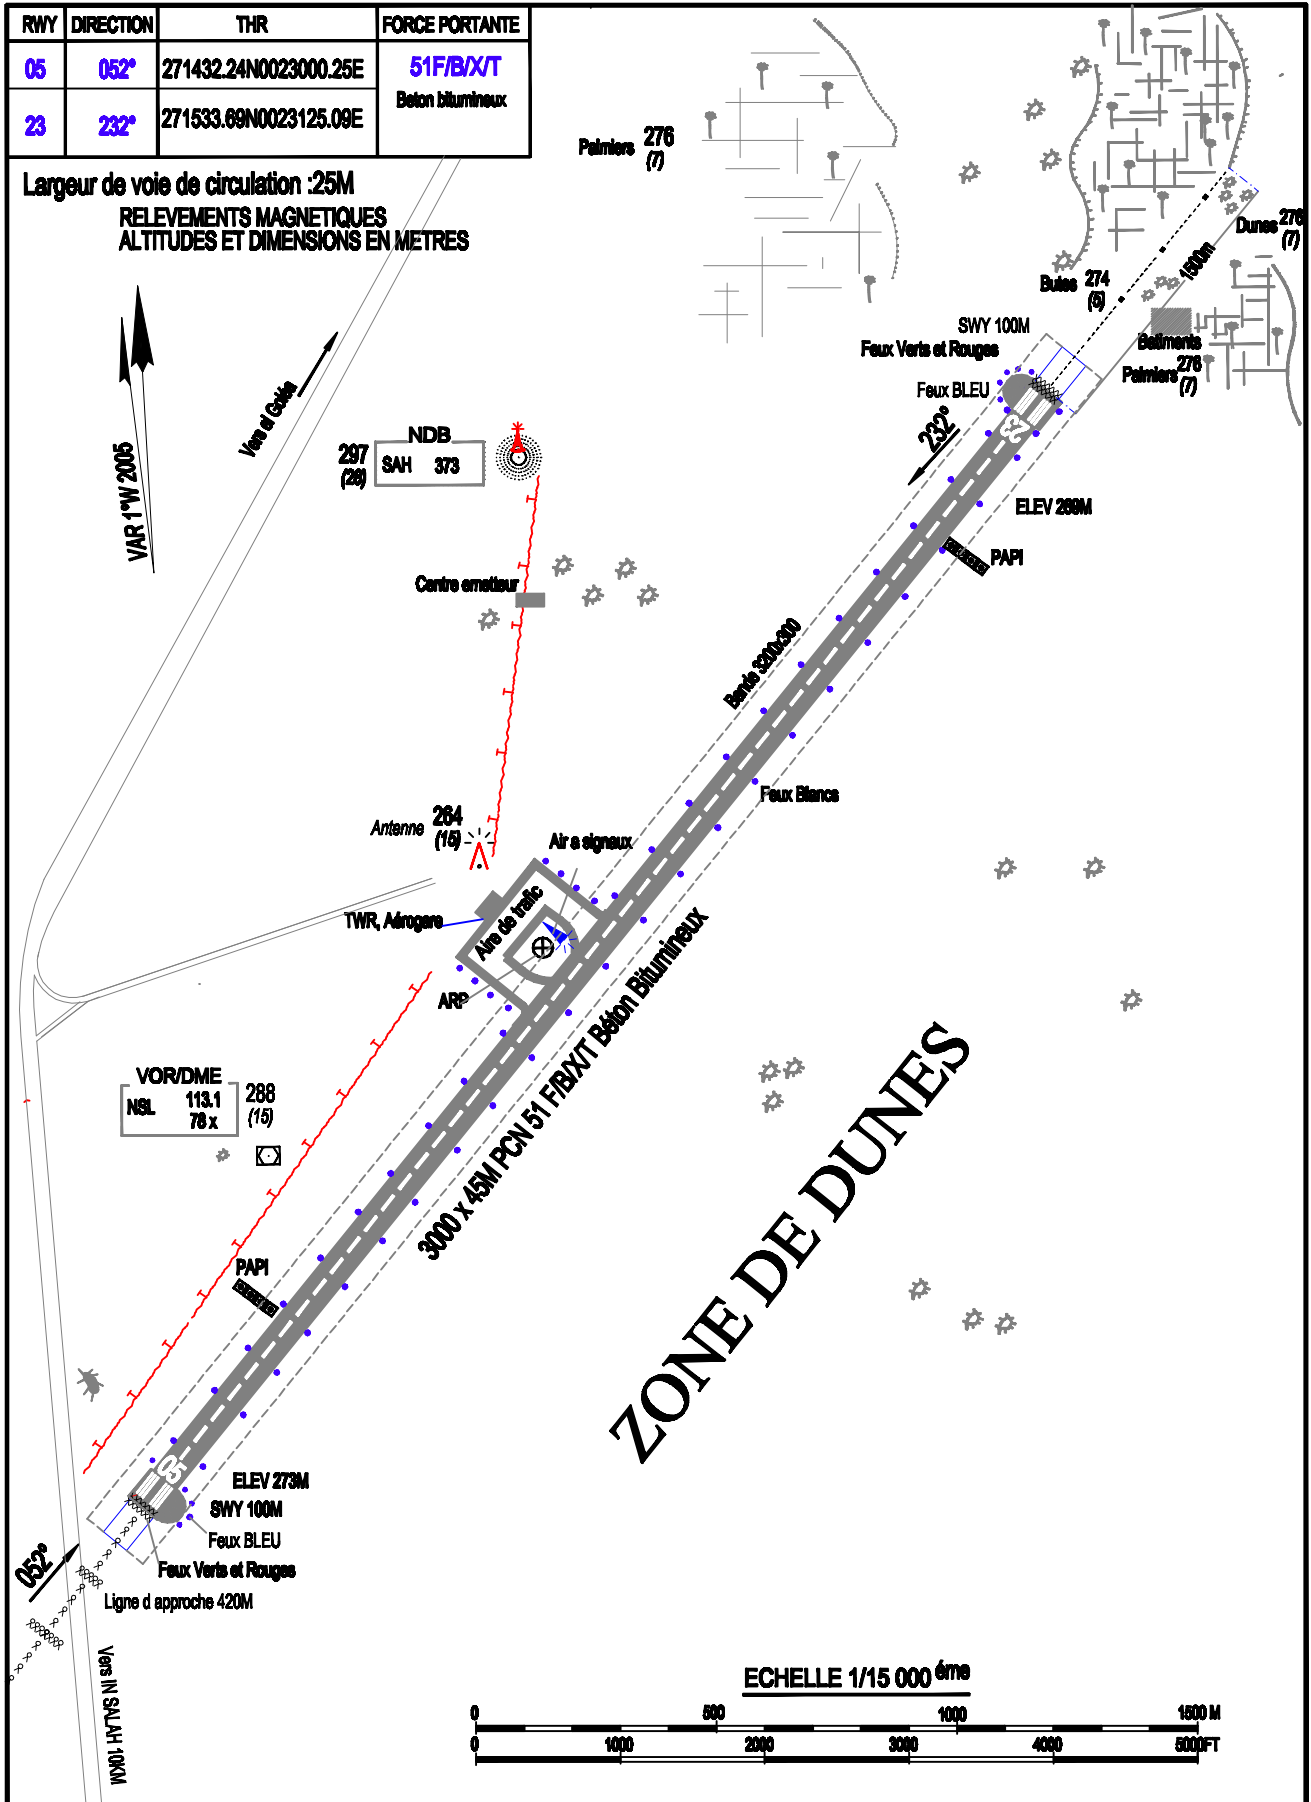 RWY DIRECTION THR FORCE PORTANTE
05 052° 271432.24N0023000.25E 51F/B/X/T
Beton bitumineux
23 232° 271533.69N0023125.09E
Largeur de voie de circulation :25M
RELEVEMENTS MAGNETIQUES
ALTITUDES ET DIMENSIONS EN METRES
VAR 1°W 2005
Vers el Goléa
Palmiers 276
(7)
Dunes 276
(7)
1500m
Butes 274
(5)
SWY 100M
Feux Verts et Rouges
Batiments
Palmiers 276
(7)
Feux BLEU
23
232°
NDB
297
(28)
SAH 373
ELEV 269M
PAPI
Centre emetteur
Bande 3200x300
Feux Blancs
Antenne 264
(15)
Air a signaux
TWR, Aérogare
Aire de trafic
ARP
3000 x 45M PCN 51 F/B/X/T Béton Bitumineux
VOR/DME
NSL 113.1
78 x
288
(15)
ZONE DE DUNES
PAPI
05
ELEV 273M
SWY 100M
Feux BLEU
Feux Verts et Rouges
052°
Ligne d approche 420M
Vers IN SALAH 10KM
ECHELLE 1/15 000 éme
0 500 1000 1500 M
0 1000 2000 3000 4000 5000FT